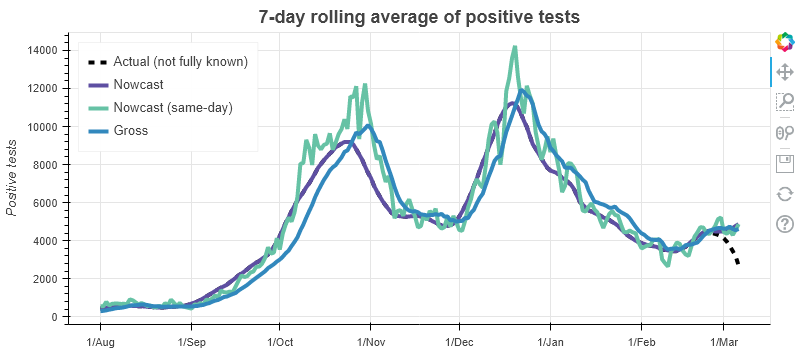 7-day rolling average of positive tests
Positive tests
14000
12000
10000
8000
6000
4000
2000
0
Actual (not fully known)
Nowcast
Nowcast (same-day)
Gross
1/Aug 1/Sep 1/Oct 1/Nov 1/Dec 1/Jan 1/Feb 1/Mar